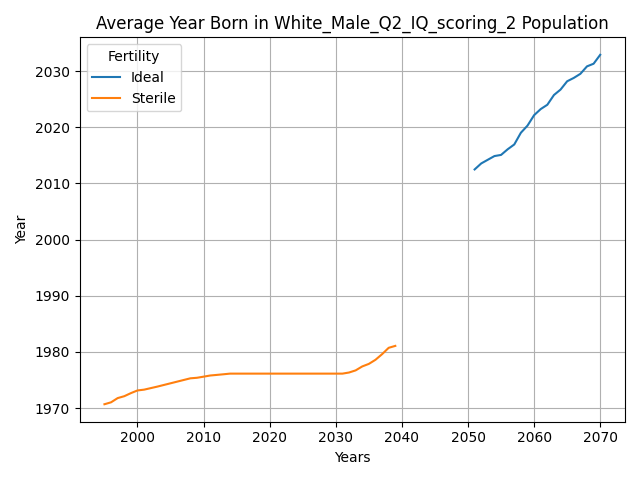 Average Year Born in White_Male_Q2_IQ_scoring_2 Population
Fertility
Ideal
Sterile
2030
2020
2010
2000
1990
1980
1970
Year
2000 2010 2020 2030 2040 2050 2060 2070
Years